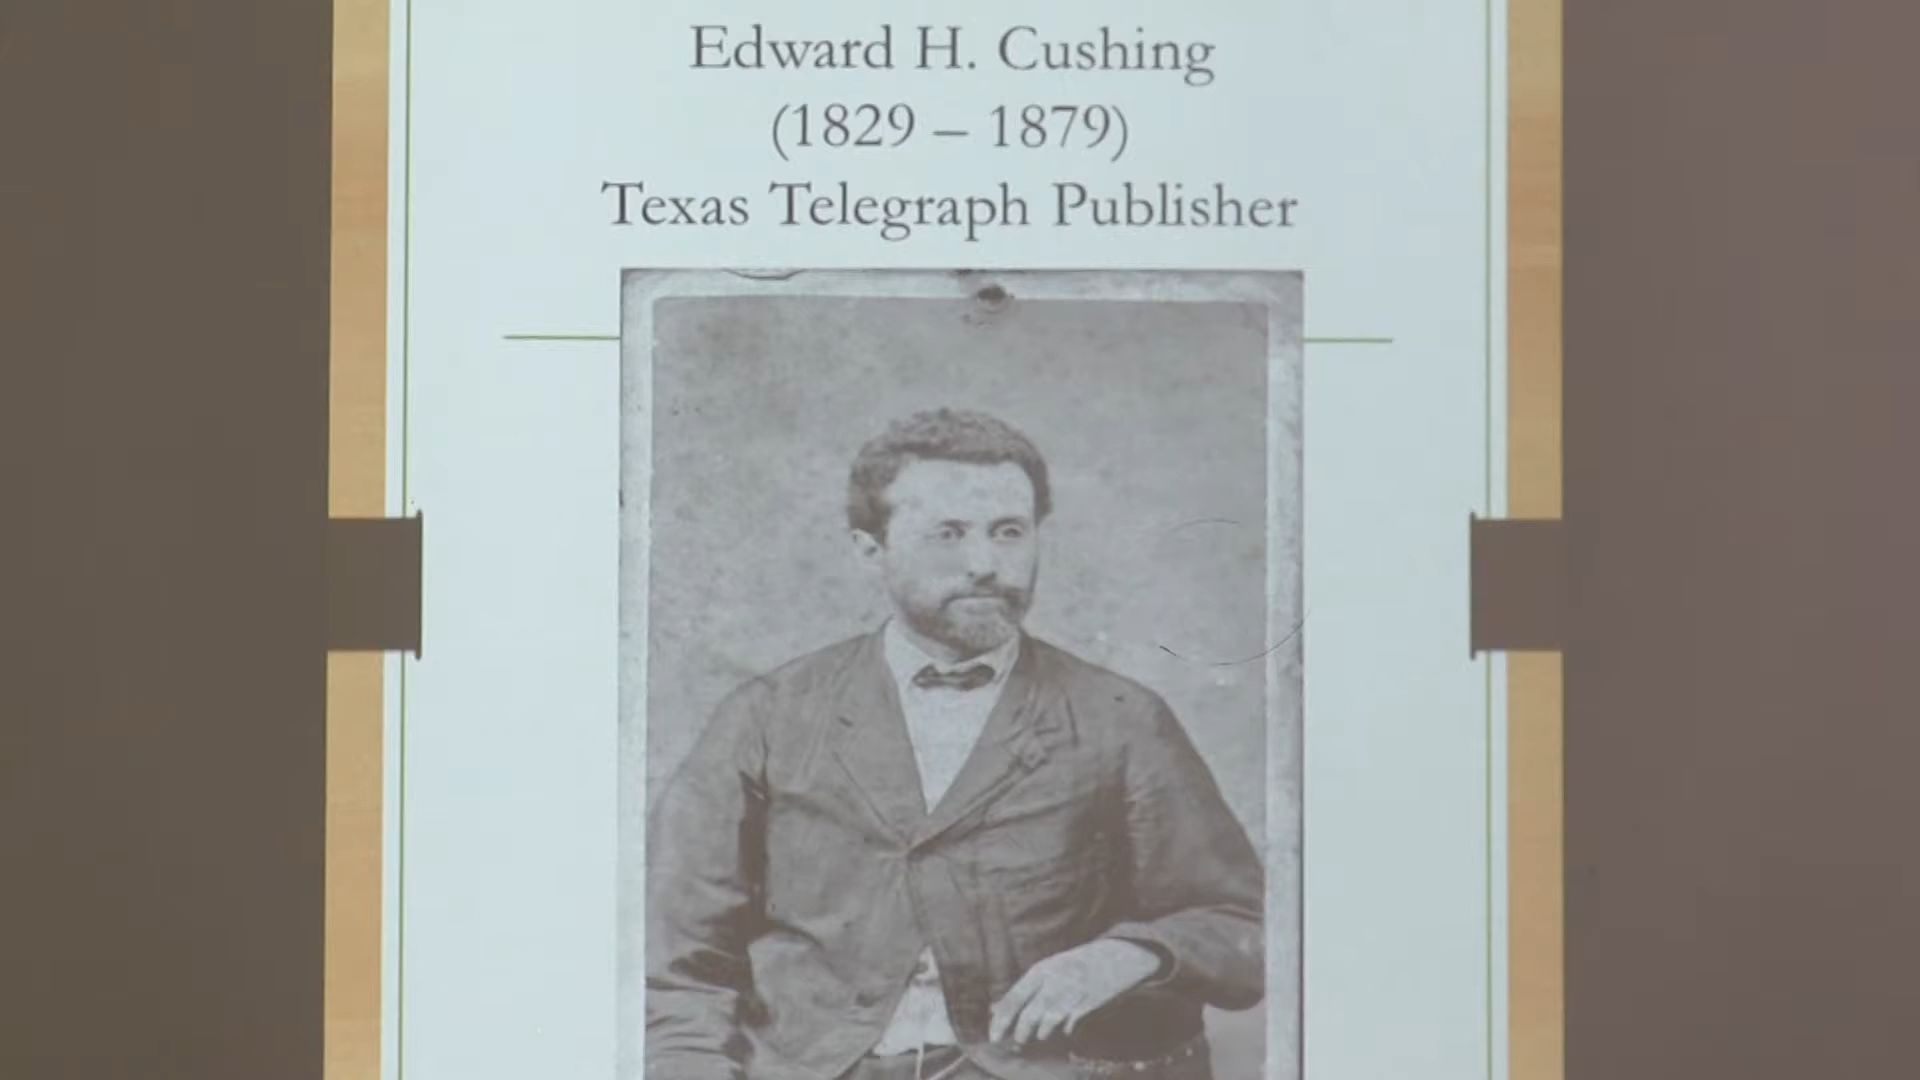 Edward H. Cushing
(1829 – 1879)
Texas Telegraph Publisher